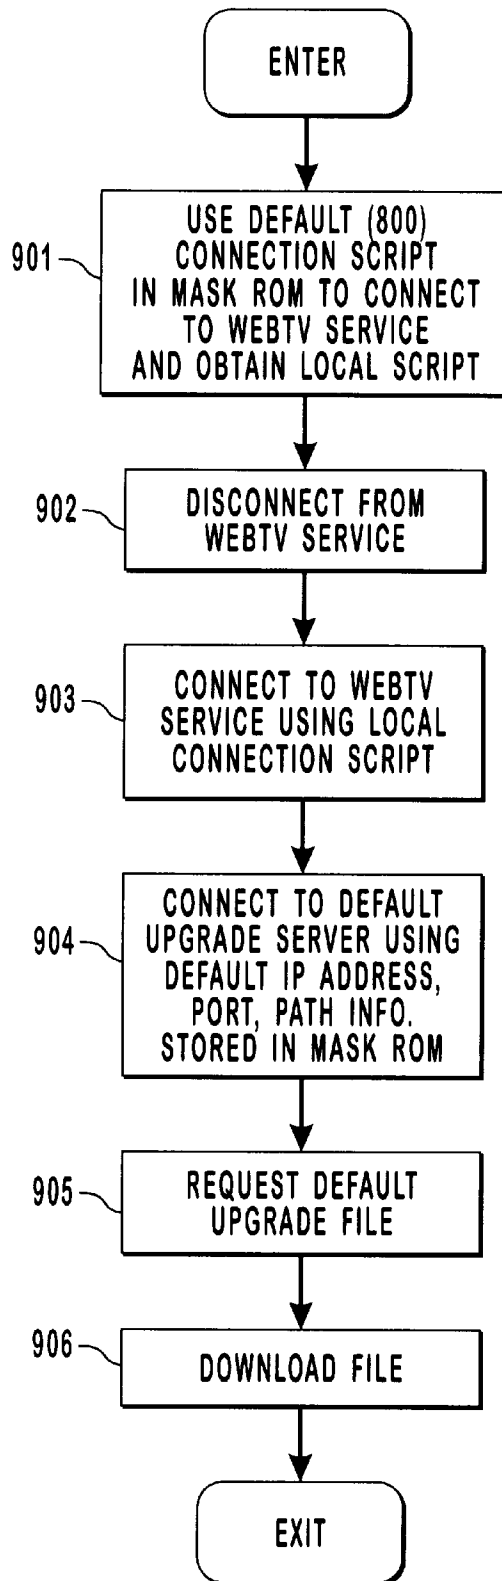 ENTER
901
USE DEFAULT (800)
CONNECTION SCRIPT
IN MASK ROM TO CONNECT
TO WEBTV SERVICE
AND OBTAIN LOCAL SCRIPT
902
DISCONNECT FROM
WEBTV SERVICE
903
CONNECT TO WEBTV
SERVICE USING LOCAL
CONNECTION SCRIPT
904
CONNECT TO DEFAULT
UPGRADE SERVER USING
DEFAULT IP ADDRESS,
PORT, PATH INFO.
STORED IN MASK ROM
905
REQUEST DEFAULT
UPGRADE FILE
906
DOWNLOAD FILE
EXIT